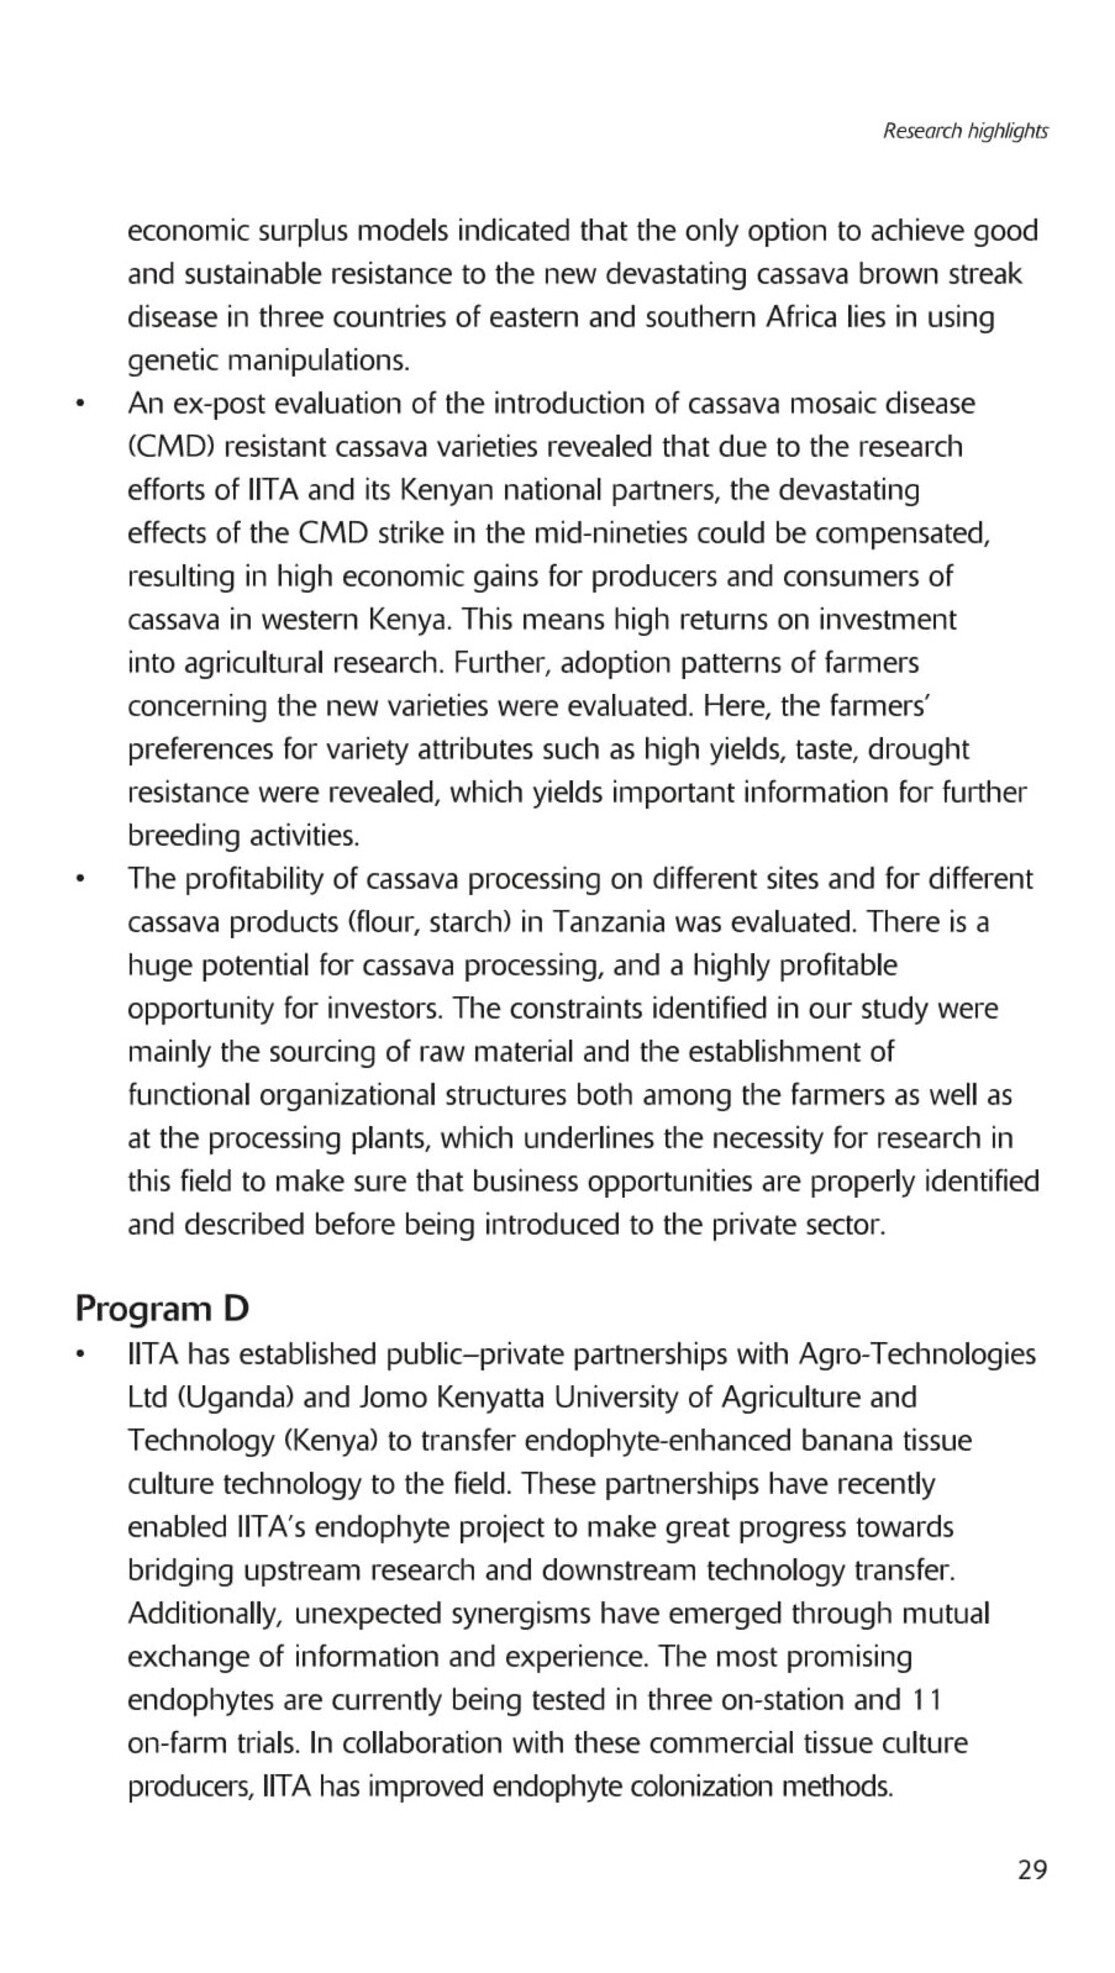 Research highlights
economic surplus models indicated that the only option to achieve good
and sustainable resistance to the new devastating cassava brown streak
disease in three countries of eastern and southern Africa lies in using
genetic manipulations.
• An ex-post evaluation of the introduction of cassava mosaic disease
(CMD) resistant cassava varieties revealed that due to the research
efforts of IITA and its Kenyan national partners, the devastating
effects of the CMD strike in the mid-nineties could be compensated,
resulting in high economic gains for producers and consumers of
cassava in western Kenya. This means high returns on investment
into agricultural research. Further, adoption patterns of farmers
concerning the new varieties were evaluated. Here, the farmers’
preferences for variety attributes such as high yields, taste, drought
resistance were revealed, which yields important information for further
breeding activities.
• The profitability of cassava processing on different sites and for different
cassava products (flour, starch) in Tanzania was evaluated. There is a
huge potential for cassava processing, and a highly profitable
opportunity for investors. The constraints identified in our study were
mainly the sourcing of raw material and the establishment of
functional organizational structures both among the farmers as well as
at the processing plants, which underlines the necessity for research in
this field to make sure that business opportunities are properly identified
and described before being introduced to the private sector.
Program D
• IITA has established public–private partnerships with Agro-Technologies
Ltd (Uganda) and Jomo Kenyatta University of Agriculture and
Technology (Kenya) to transfer endophyte-enhanced banana tissue
culture technology to the field. These partnerships have recently
enabled IITA’s endophyte project to make great progress towards
bridging upstream research and downstream technology transfer.
Additionally, unexpected synergisms have emerged through mutual
exchange of information and experience. The most promising
endophytes are currently being tested in three on-station and 11
on-farm trials. In collaboration with these commercial tissue culture
producers, IITA has improved endophyte colonization methods.
29